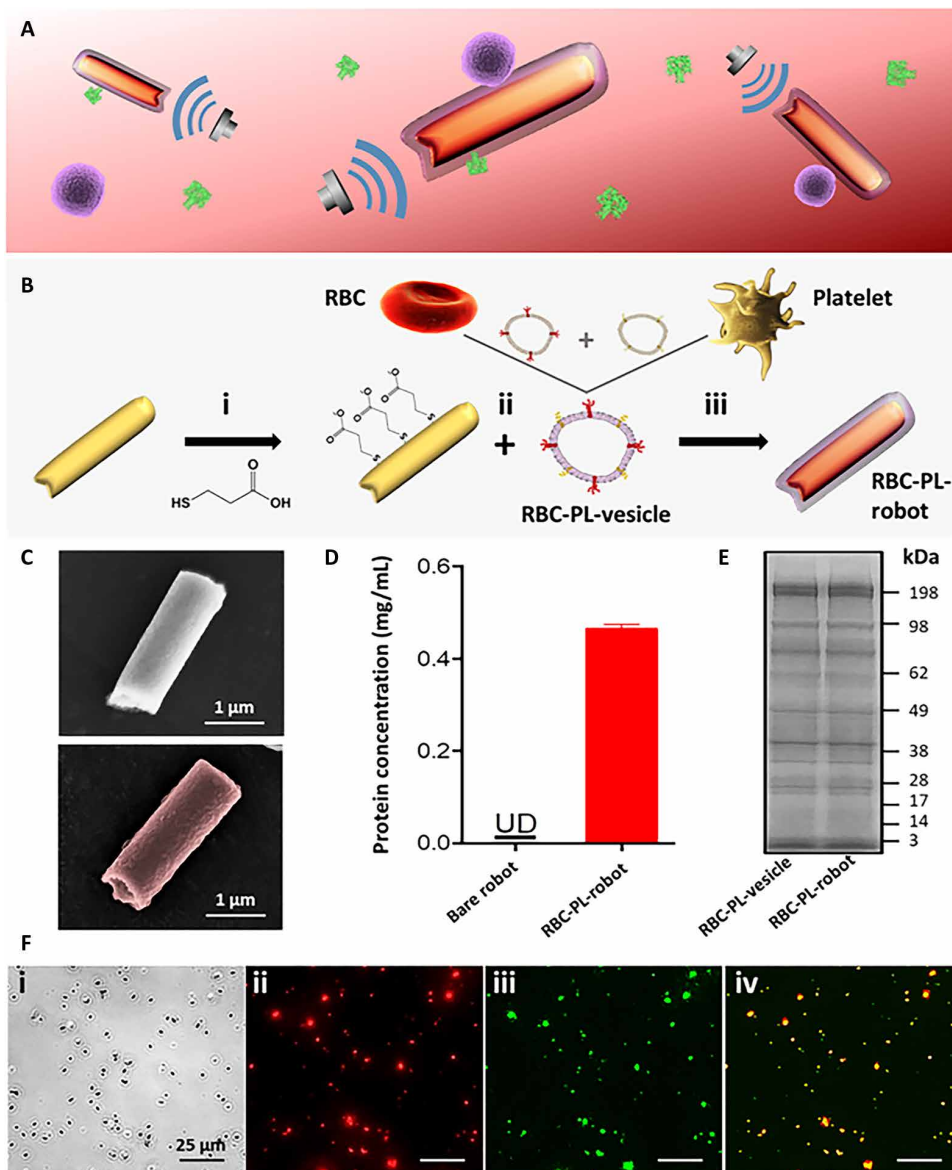 A
B
RBC
Platelet
+
i
ii
iii
HS
O
OH
+
RBC-PL-vesicle
RBC-PL-
robot
C
1 µm
1 µm
D
Protein concentration (mg/mL)
0.6
0.4
0.2
0.0
UD
Bare robot
RBC-PL-robot
E
kDa
198
98
62
49
38
28
17
14
3
RBC-PL-vesicle
RBC-PL-robot
F
i
25 µm
ii
iii
iv